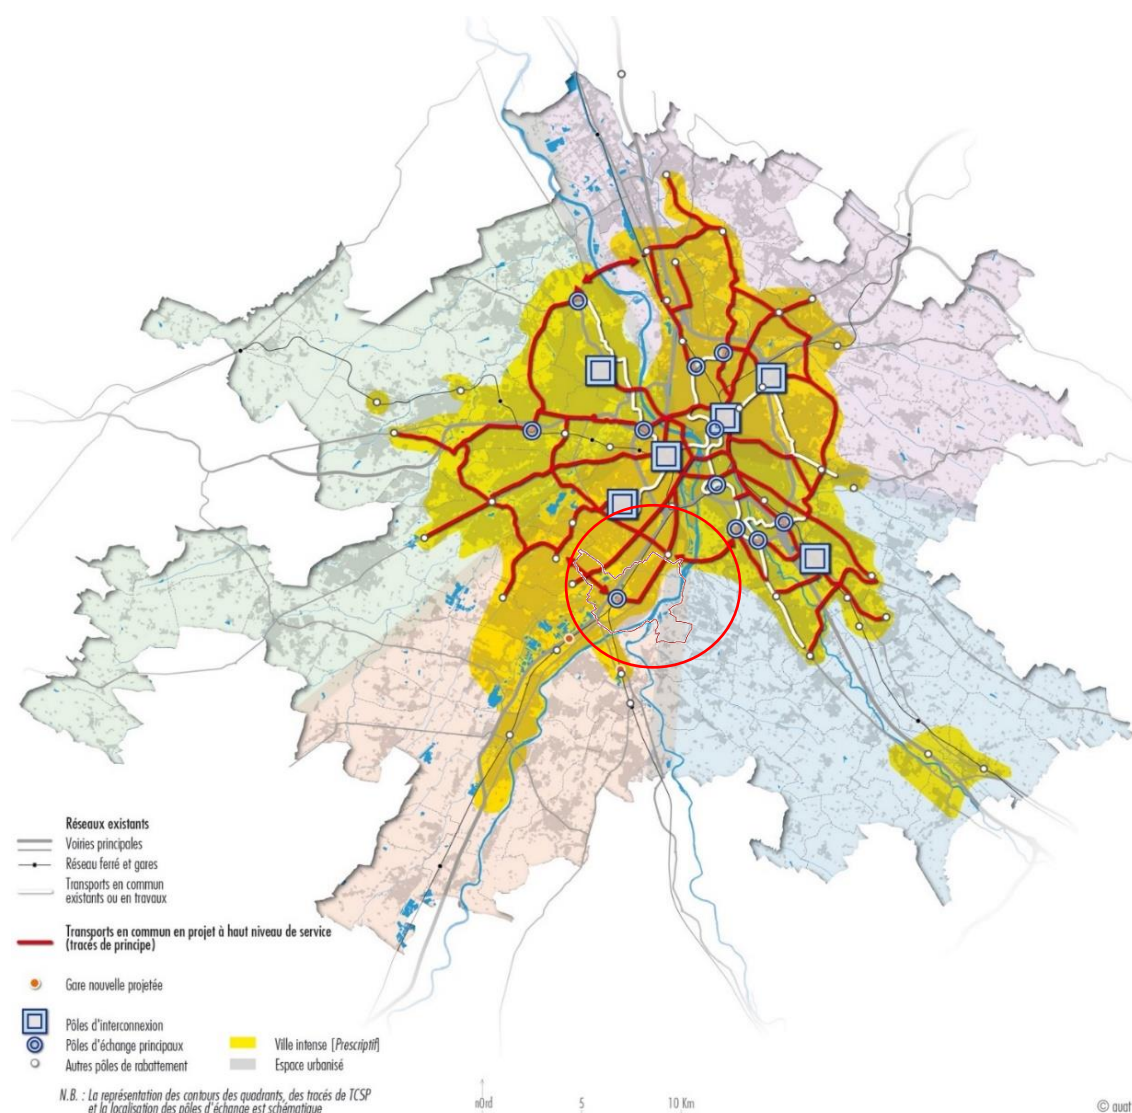 Réseaux existants
Voiries principales
Réseau ferré et gares
Transports en commun
existants ou en travaux
Transports en commun en projet à haut niveau de service
(tracés de principe)
Gare nouvelle projetée
Pôles d'interconnexion
Pôles d'échange principaux
Autres pôles de rabattement
Ville intense [Prescriptif]
Espace urbanisé
N.B. : La représentation des contours des quadrants, des tracés de TCSP
et la localisation des pôles d'échange est schématique
n0rd 5 10 Km
© auat